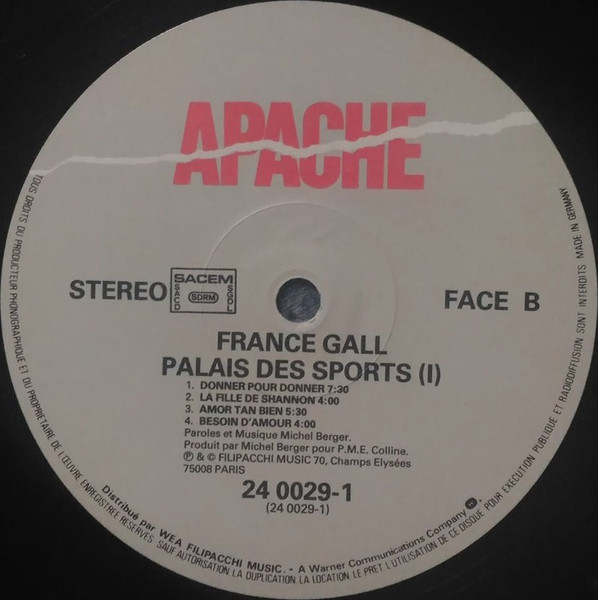 APACHE
STEREO
SACEM
SACD
SDRM
SGDL
FACE B
FRANCE GALL
PALAIS DES SPORTS (I)
1. DONNER POUR DONNER 7:30
2. LA FILLE DE SHANNON 4:00
3. AMOR TAN BIEN 5:30
4. BESOIN D'AMOUR 4:00
Paroles et Musique Michel Berger.
Produit par Michel Berger pour P.M.E. Colline.
℗ & © FILIPACCHI MUSIC 70, Champs Elysées
75008 PARIS
24 0029-1
(24 0029-1)
Distribué par WEA FILIPACCHI MUSIC. - A Warner Communications Company
TOUS DROITS DU PRODUCTEUR PHONOGRAPHIQUE ET DU PROPRIETAIRE DE L'ŒUVRE ENREGISTREE RESERVES. SAUF AUTORISATION, LA DUPLICATION, LA LOCATION, LE PRET, L'UTILISATION DE CE DISQUE POUR EXECUTION PUBLIQUE ET RADIODIFFUSION SONT INTERDITS MADE IN GERMANY